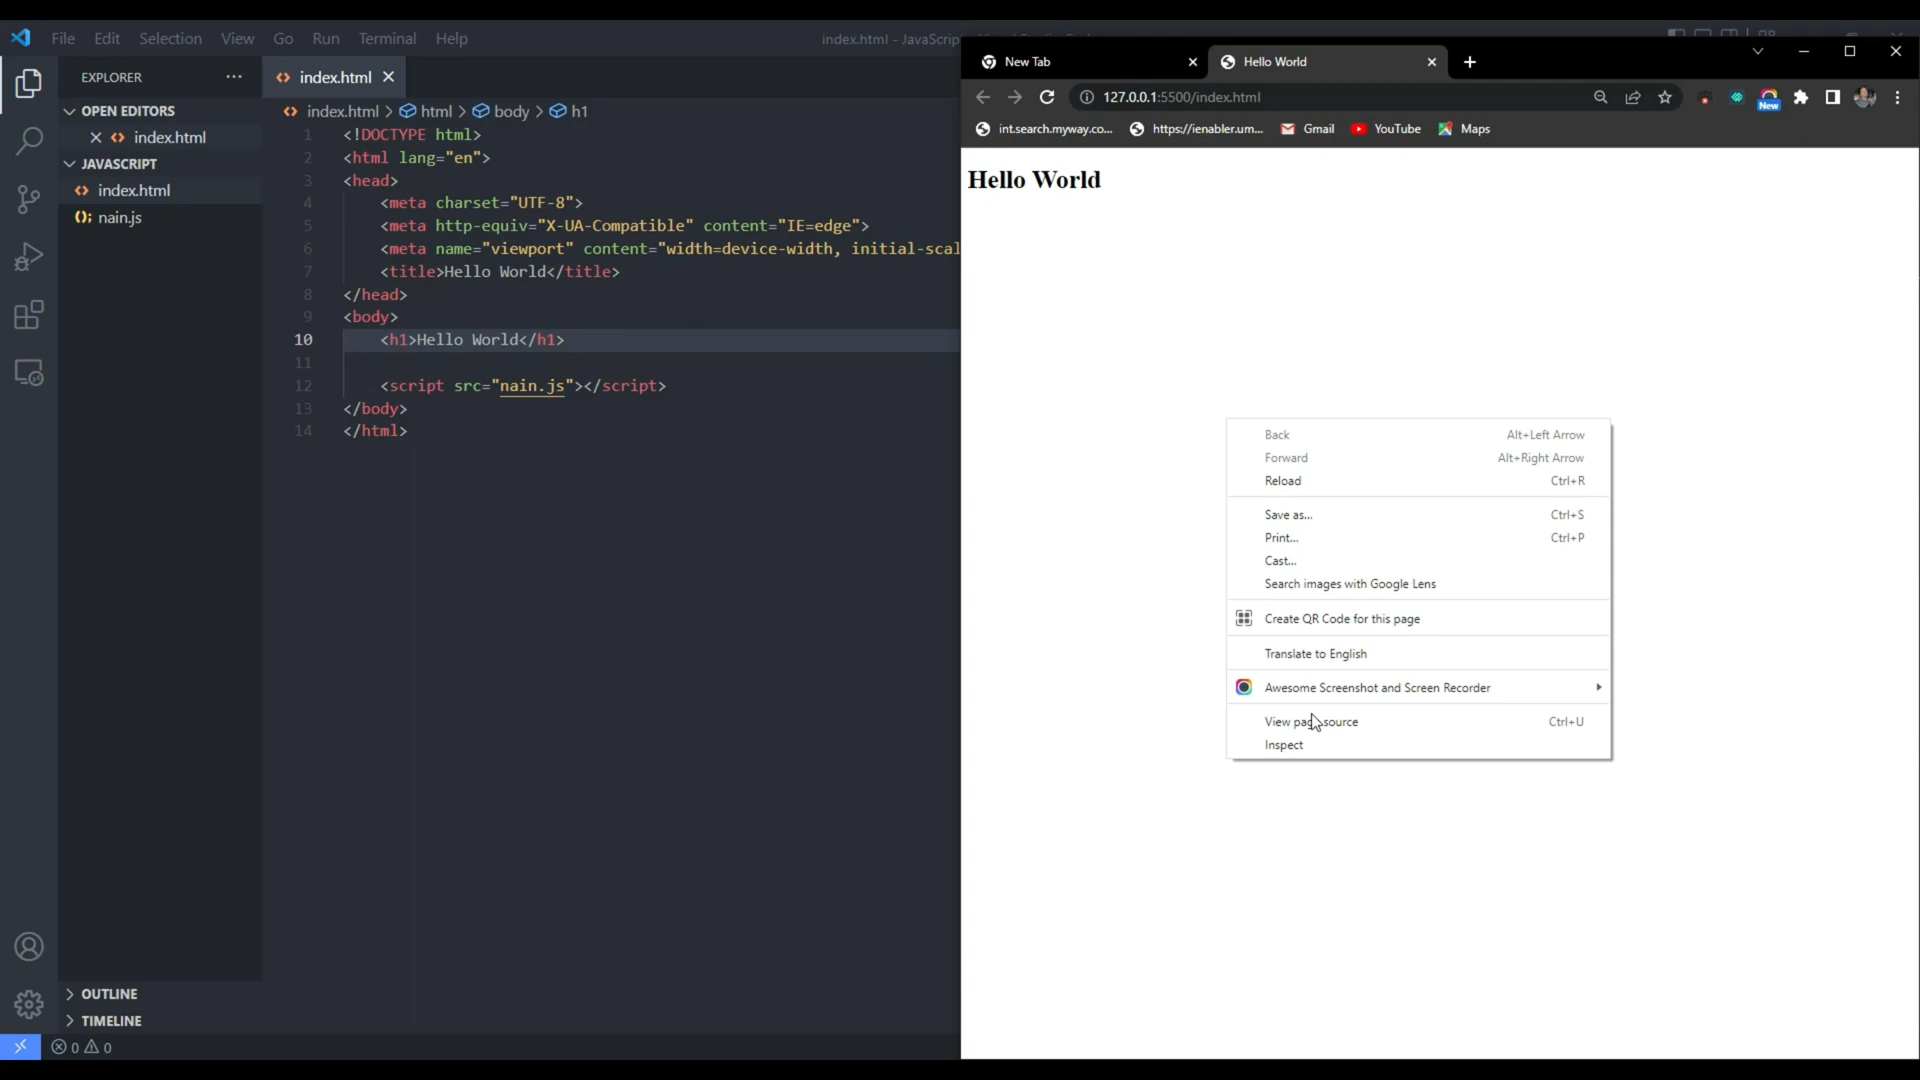 File Edit Selection View Go Run Terminal Help
index.html - JavaScrip
EXPLORER
OPEN EDITORS
index.html
JAVASCRIPT
index.html
nain.js
OUTLINE
TIMELINE
0 0
index.html
index.html > html > body > h1
1 <!DOCTYPE html>
2 <html lang="en">
3 <head>
4 <meta charset="UTF-8">
5 <meta http-equiv="X-UA-Compatible" content="IE=edge">
6 <meta name="viewport" content="width=device-width, initial-scal
7 <title>Hello World</title>
8 </head>
9 <body>
10 <h1>Hello World</h1>
11
12 <script src="nain.js"></script>
13 </body>
14 </html>
New Tab
Hello World
127.0.0.1:5500/index.html
New
int.search.myway.co... https://ienabler.um... Gmail YouTube Maps
Hello World
Back Alt+Left Arrow
Forward Alt+Right Arrow
Reload Ctrl+R
Save as... Ctrl+S
Print... Ctrl+P
Cast...
Search images with Google Lens
Create QR Code for this page
Translate to English
Awesome Screenshot and Screen Recorder
View page source Ctrl+U
Inspect